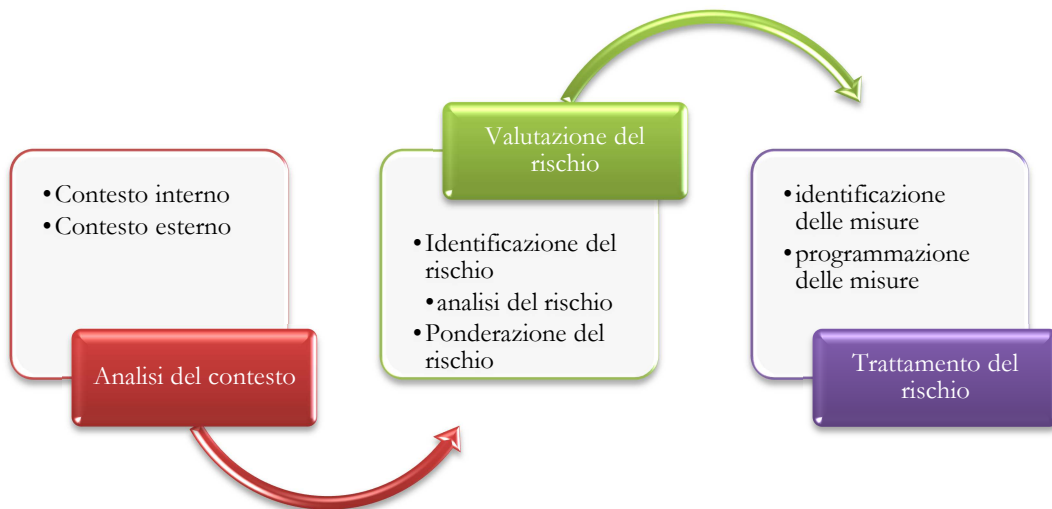 • Contesto interno
• Contesto esterno
Analisi del contesto
Valutazione del
rischio
• Identificazione del
rischio
• analisi del rischio
• Ponderazione del
rischio
• identificazione
delle misure
• programmazione
delle misure
Trattamento del
rischio